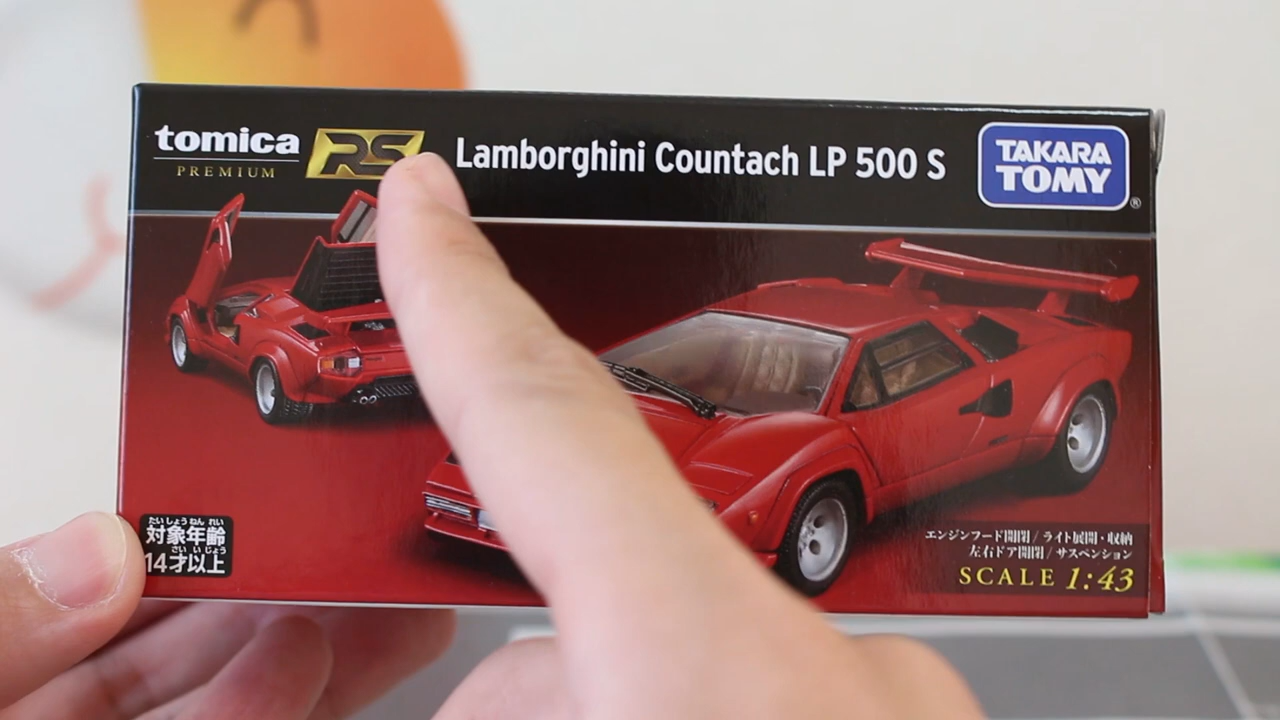 tomica
PREMIUM
RS
Lamborghini Countach LP 500 S
TAKARA
TOMY
®
たいしょうねんれい
対象年齢
さいいじょう
14才以上
エンジンフード開閉 / ライト展開・収納
左右ドア開閉 / サスペンション
SCALE 1:43